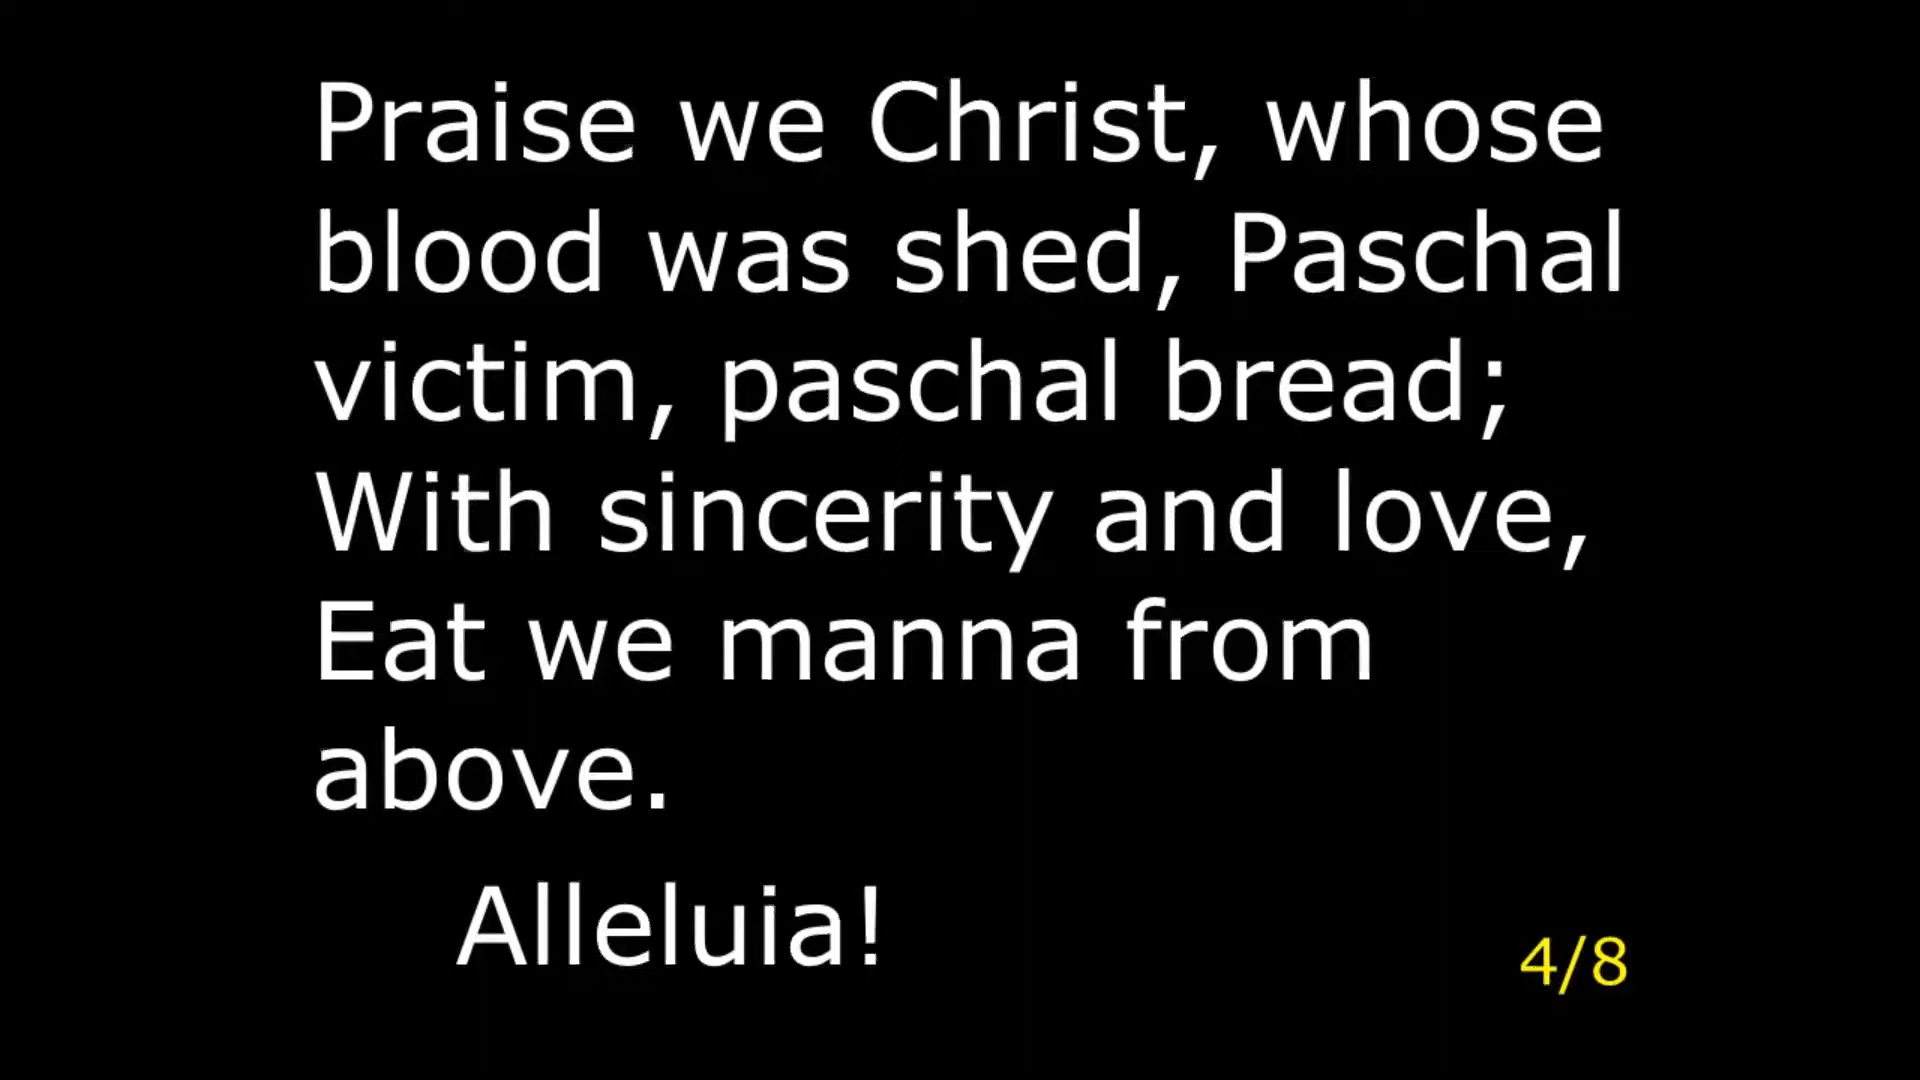 Praise we Christ, whose
blood was shed, Paschal
victim, paschal bread;
With sincerity and love,
Eat we manna from
above.
Alleluia!
4/8